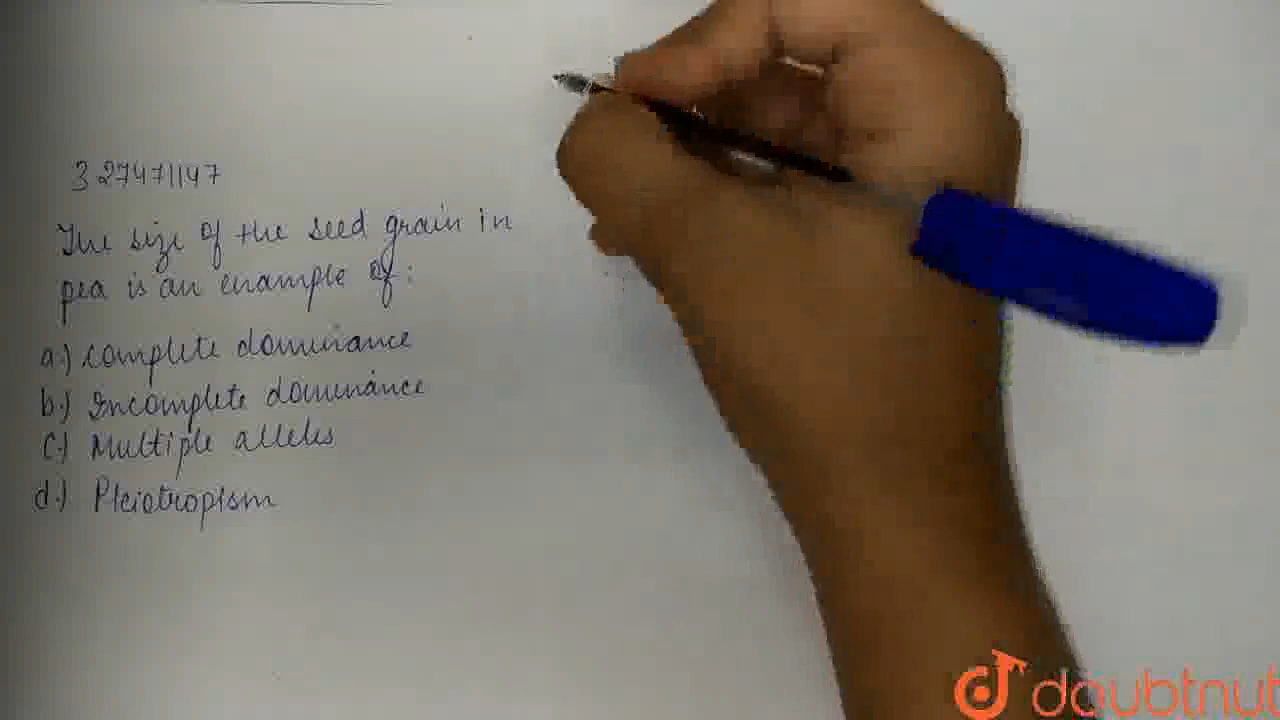 3 27471147
The size of the seed grain in
pea is an example of:
a.) complete dominance
b.) Incomplete dominance
C.) Multiple alleles
d.) Pleiotropism
doubtnut